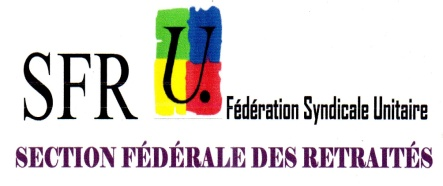 SFR U. Fédération Syndicale Unitaire
SECTION FÉDÉRALE DES RETRAITÉS